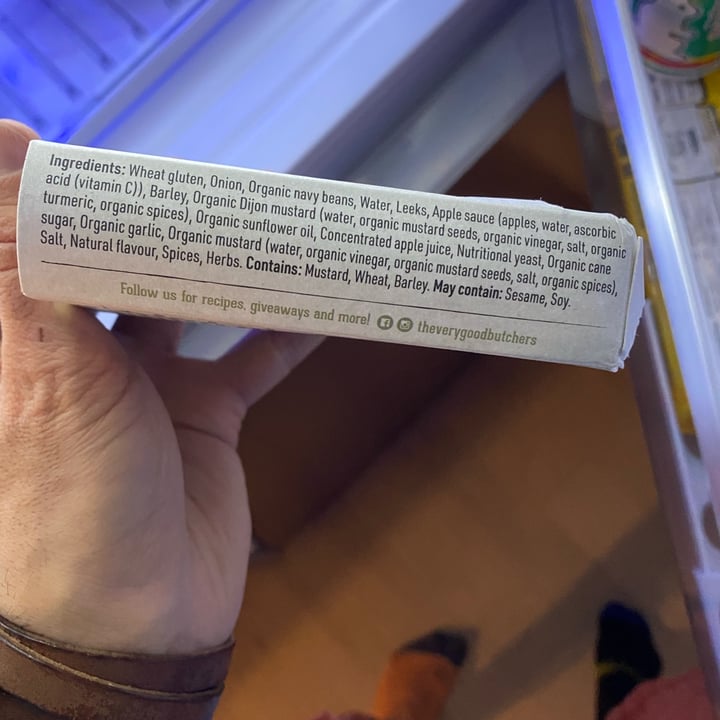 Ingredients: Wheat gluten, Onion, Organic navy beans, Water, Leeks, Apple sauce (apples, water, ascorbic
acid (vitamin C)), Barley, Organic Dijon mustard (water, organic mustard seeds, organic vinegar, salt, organic
turmeric, organic spices), Organic sunflower oil, Concentrated apple juice, Nutritional yeast, Organic cane
sugar, Organic garlic, Organic mustard (water, organic vinegar, organic mustard seeds, salt, organic spices),
Salt, Natural flavour, Spices, Herbs. Contains: Mustard, Wheat, Barley. May contain: Sesame, Soy.
Follow us for recipes, giveaways and more! theverygoodbutchers